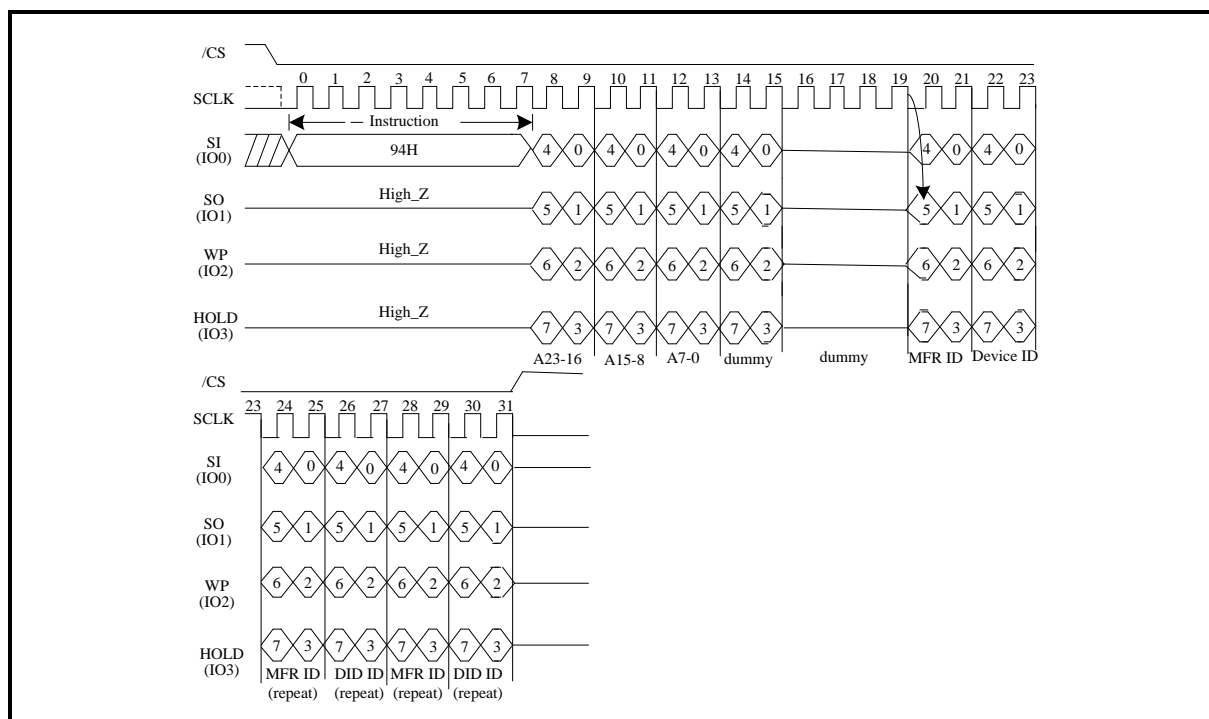 /CS
0 1 2 3 4 5 6 7 8 9 10 11 12 13 14 15 16 17 18 19 20 21 22 23
SCLK
Instruction
SI
(IO0)
94H
4 0 4 0 4 0 4 0 4 0 4 0
SO
(IO1)
High_Z
5 1 5 1 5 1 5 1 5 1 5 1
WP
(IO2)
High_Z
6 2 6 2 6 2 6 2 6 2 6 2
HOLD
(IO3)
High_Z
7 3 7 3 7 3 7 3 7 3 7 3
A23-16 A15-8 A7-0 dummy dummy MFR ID Device ID
/CS
23 24 25 26 27 28 29 30 31
SCLK
SI
(IO0)
4 0 4 0 4 0 4 0
SO
(IO1)
5 1 5 1 5 1 5 1
WP
(IO2)
6 2 6 2 6 2 6 2
HOLD
(IO3)
7 3 7 3 7 3 7 3
MFR ID DID ID MFR ID DID ID
(repeat) (repeat) (repeat) (repeat)